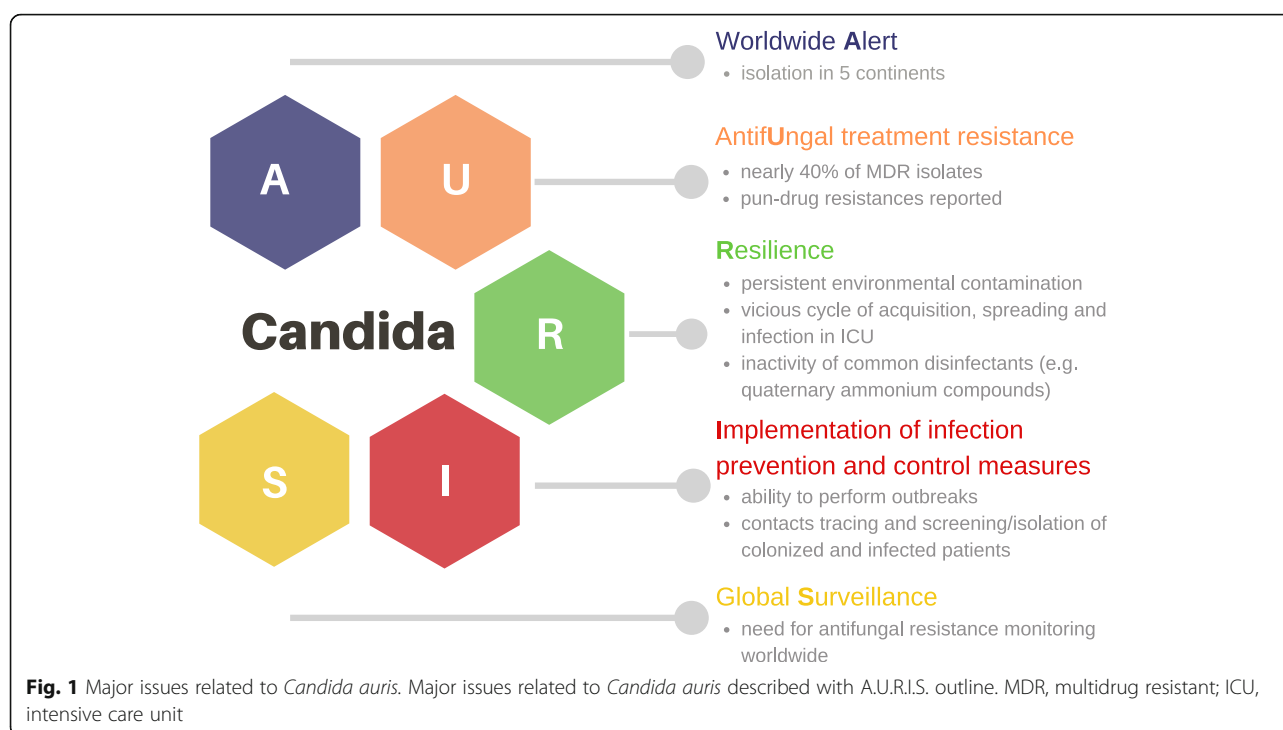 Worldwide Alert
• isolation in 5 continents
A
U
AntifUngal treatment resistance
• nearly 40% of MDR isolates
• pun-drug resistances reported
Candida
R
Resilience
• persistent environmental contamination
• vicious cycle of acquisition, spreading and
infection in ICU
• inactivity of common disinfectants (e.g.
quaternary ammonium compounds)
S
I
Implementation of infection
prevention and control measures
• ability to perform outbreaks
• contacts tracing and screening/isolation of
colonized and infected patients
Global Surveillance
• need for antifungal resistance monitoring
worldwide
Fig. 1 Major issues related to Candida auris. Major issues related to Candida auris described with A.U.R.I.S. outline. MDR, multidrug resistant; ICU,
intensive care unit